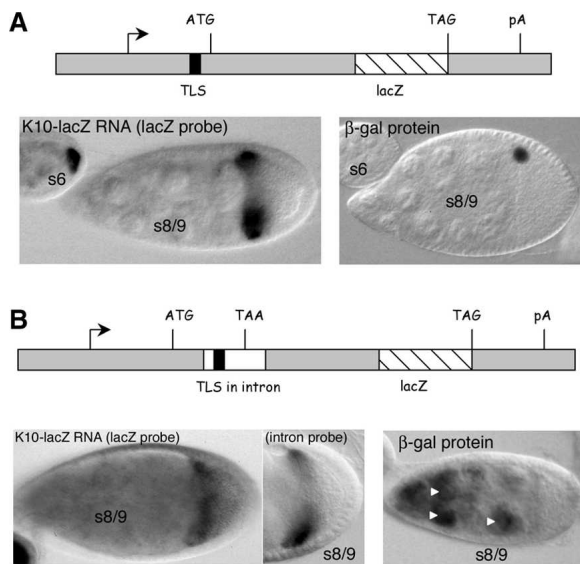 A
ATG TAG pA
TLS lacZ
K10-lacZ RNA (lacZ probe)
s6
s8/9
β-gal protein
s6
s8/9
B
ATG TAA TAG pA
TLS in intron lacZ
K10-lacZ RNA (lacZ probe)
s8/9
(intron probe)
s8/9
β-gal protein
s8/9